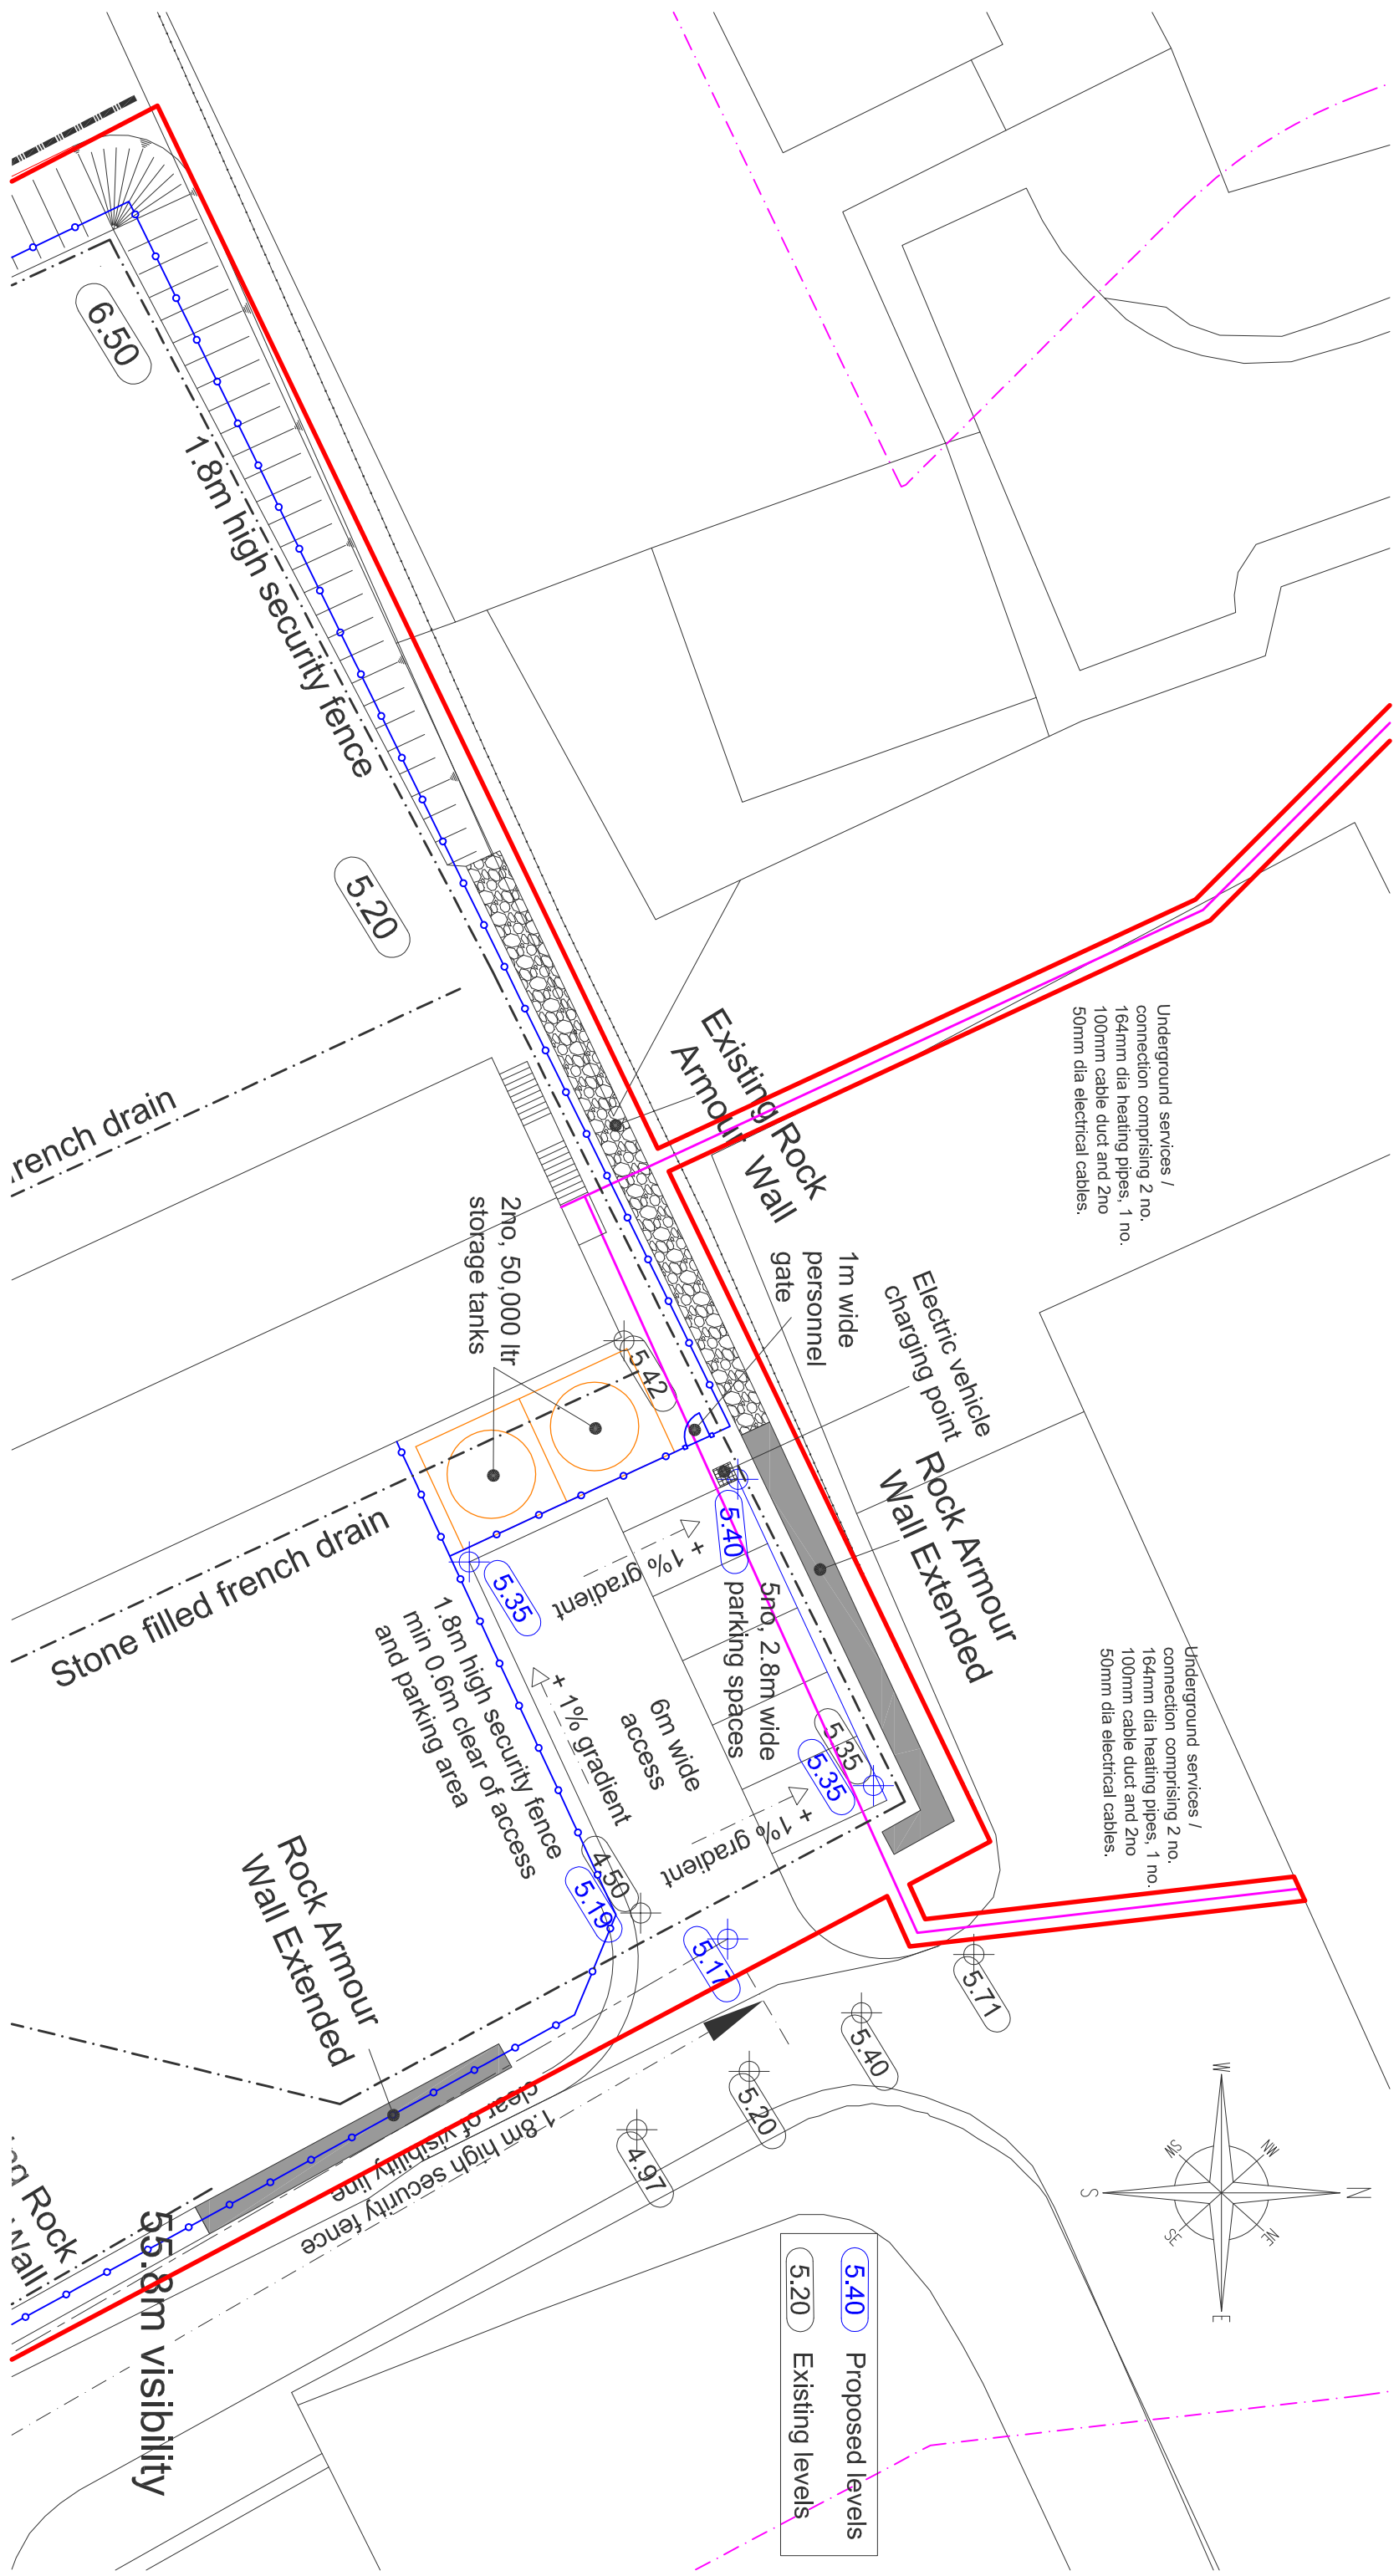 6.50
1.8m high security fence
5.20
rench drain
Existing Rock
Armour Wall
Underground services /
connection comprising 2 no.
164mm dia heating pipes, 1 no.
100mm cable duct and 2no
50mm dia electrical cables.
2no, 50,000 ltr
storage tanks
1m wide
personnel
gate
Electric vehicle
charging point
5.42
Rock Armour
Wall Extended
5.40
+ 1% gradient
5.35
Stone filled french drain
5no, 2.8m wide
parking spaces
1.8m high security fence
min 0.6m clear of access
and parking area
+ 1% gradient
6m wide
access
5.35
5.35
+ 1% gradient
Underground services /
connection comprising 2 no.
164mm dia heating pipes, 1 no.
100mm cable duct and 2no
50mm dia electrical cables.
4.50
5.19
5.17
5.71
5.40
5.20
4.97
Rock Armour
Wall Extended
1.8m high security fence
clear of visibility line
Rock
Wall
55.8m visibility
N
NE
E
SE
S
SW
W
NW
5.40 Proposed levels
5.20 Existing levels